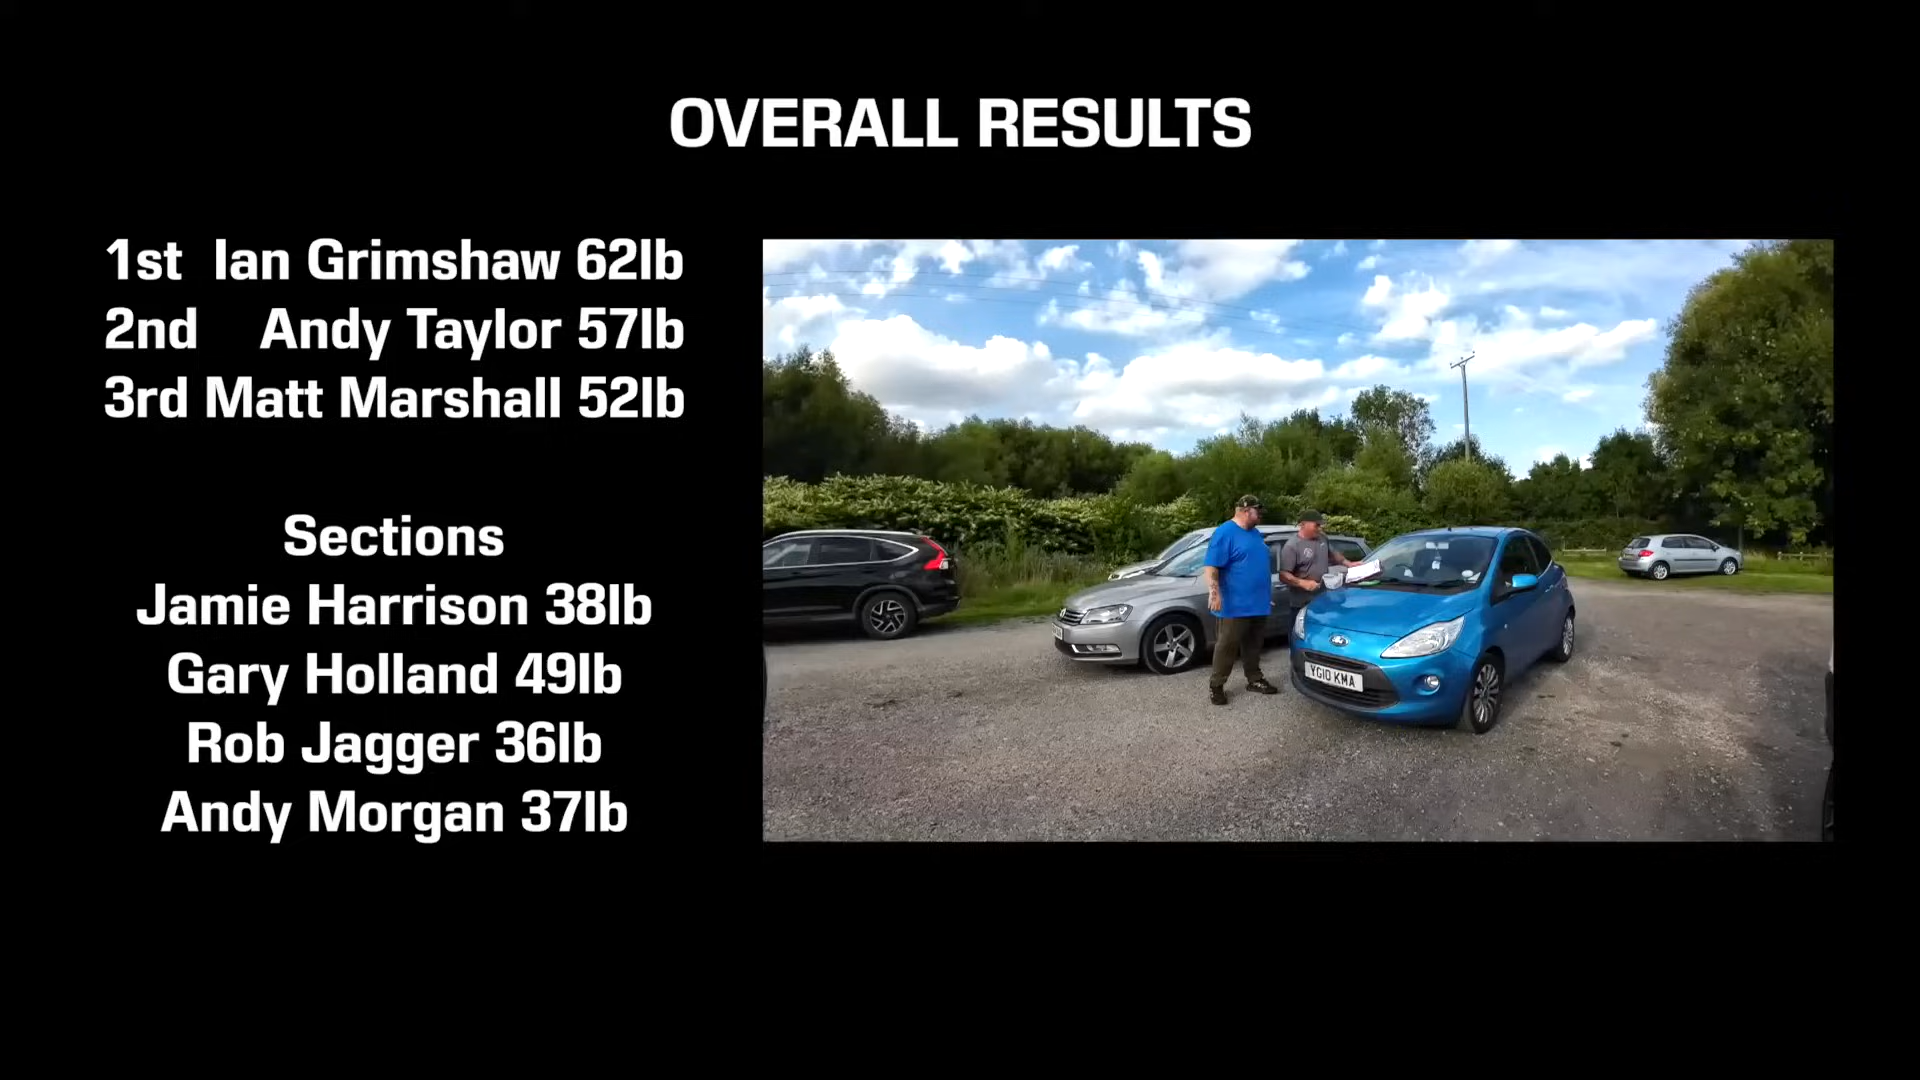 OVERALL RESULTS
1st Ian Grimshaw 62lb
2nd Andy Taylor 57lb
3rd Matt Marshall 52lb
Sections
Jamie Harrison 38lb
Gary Holland 49lb
Rob Jagger 36lb
Andy Morgan 37lb
YG10 KMA